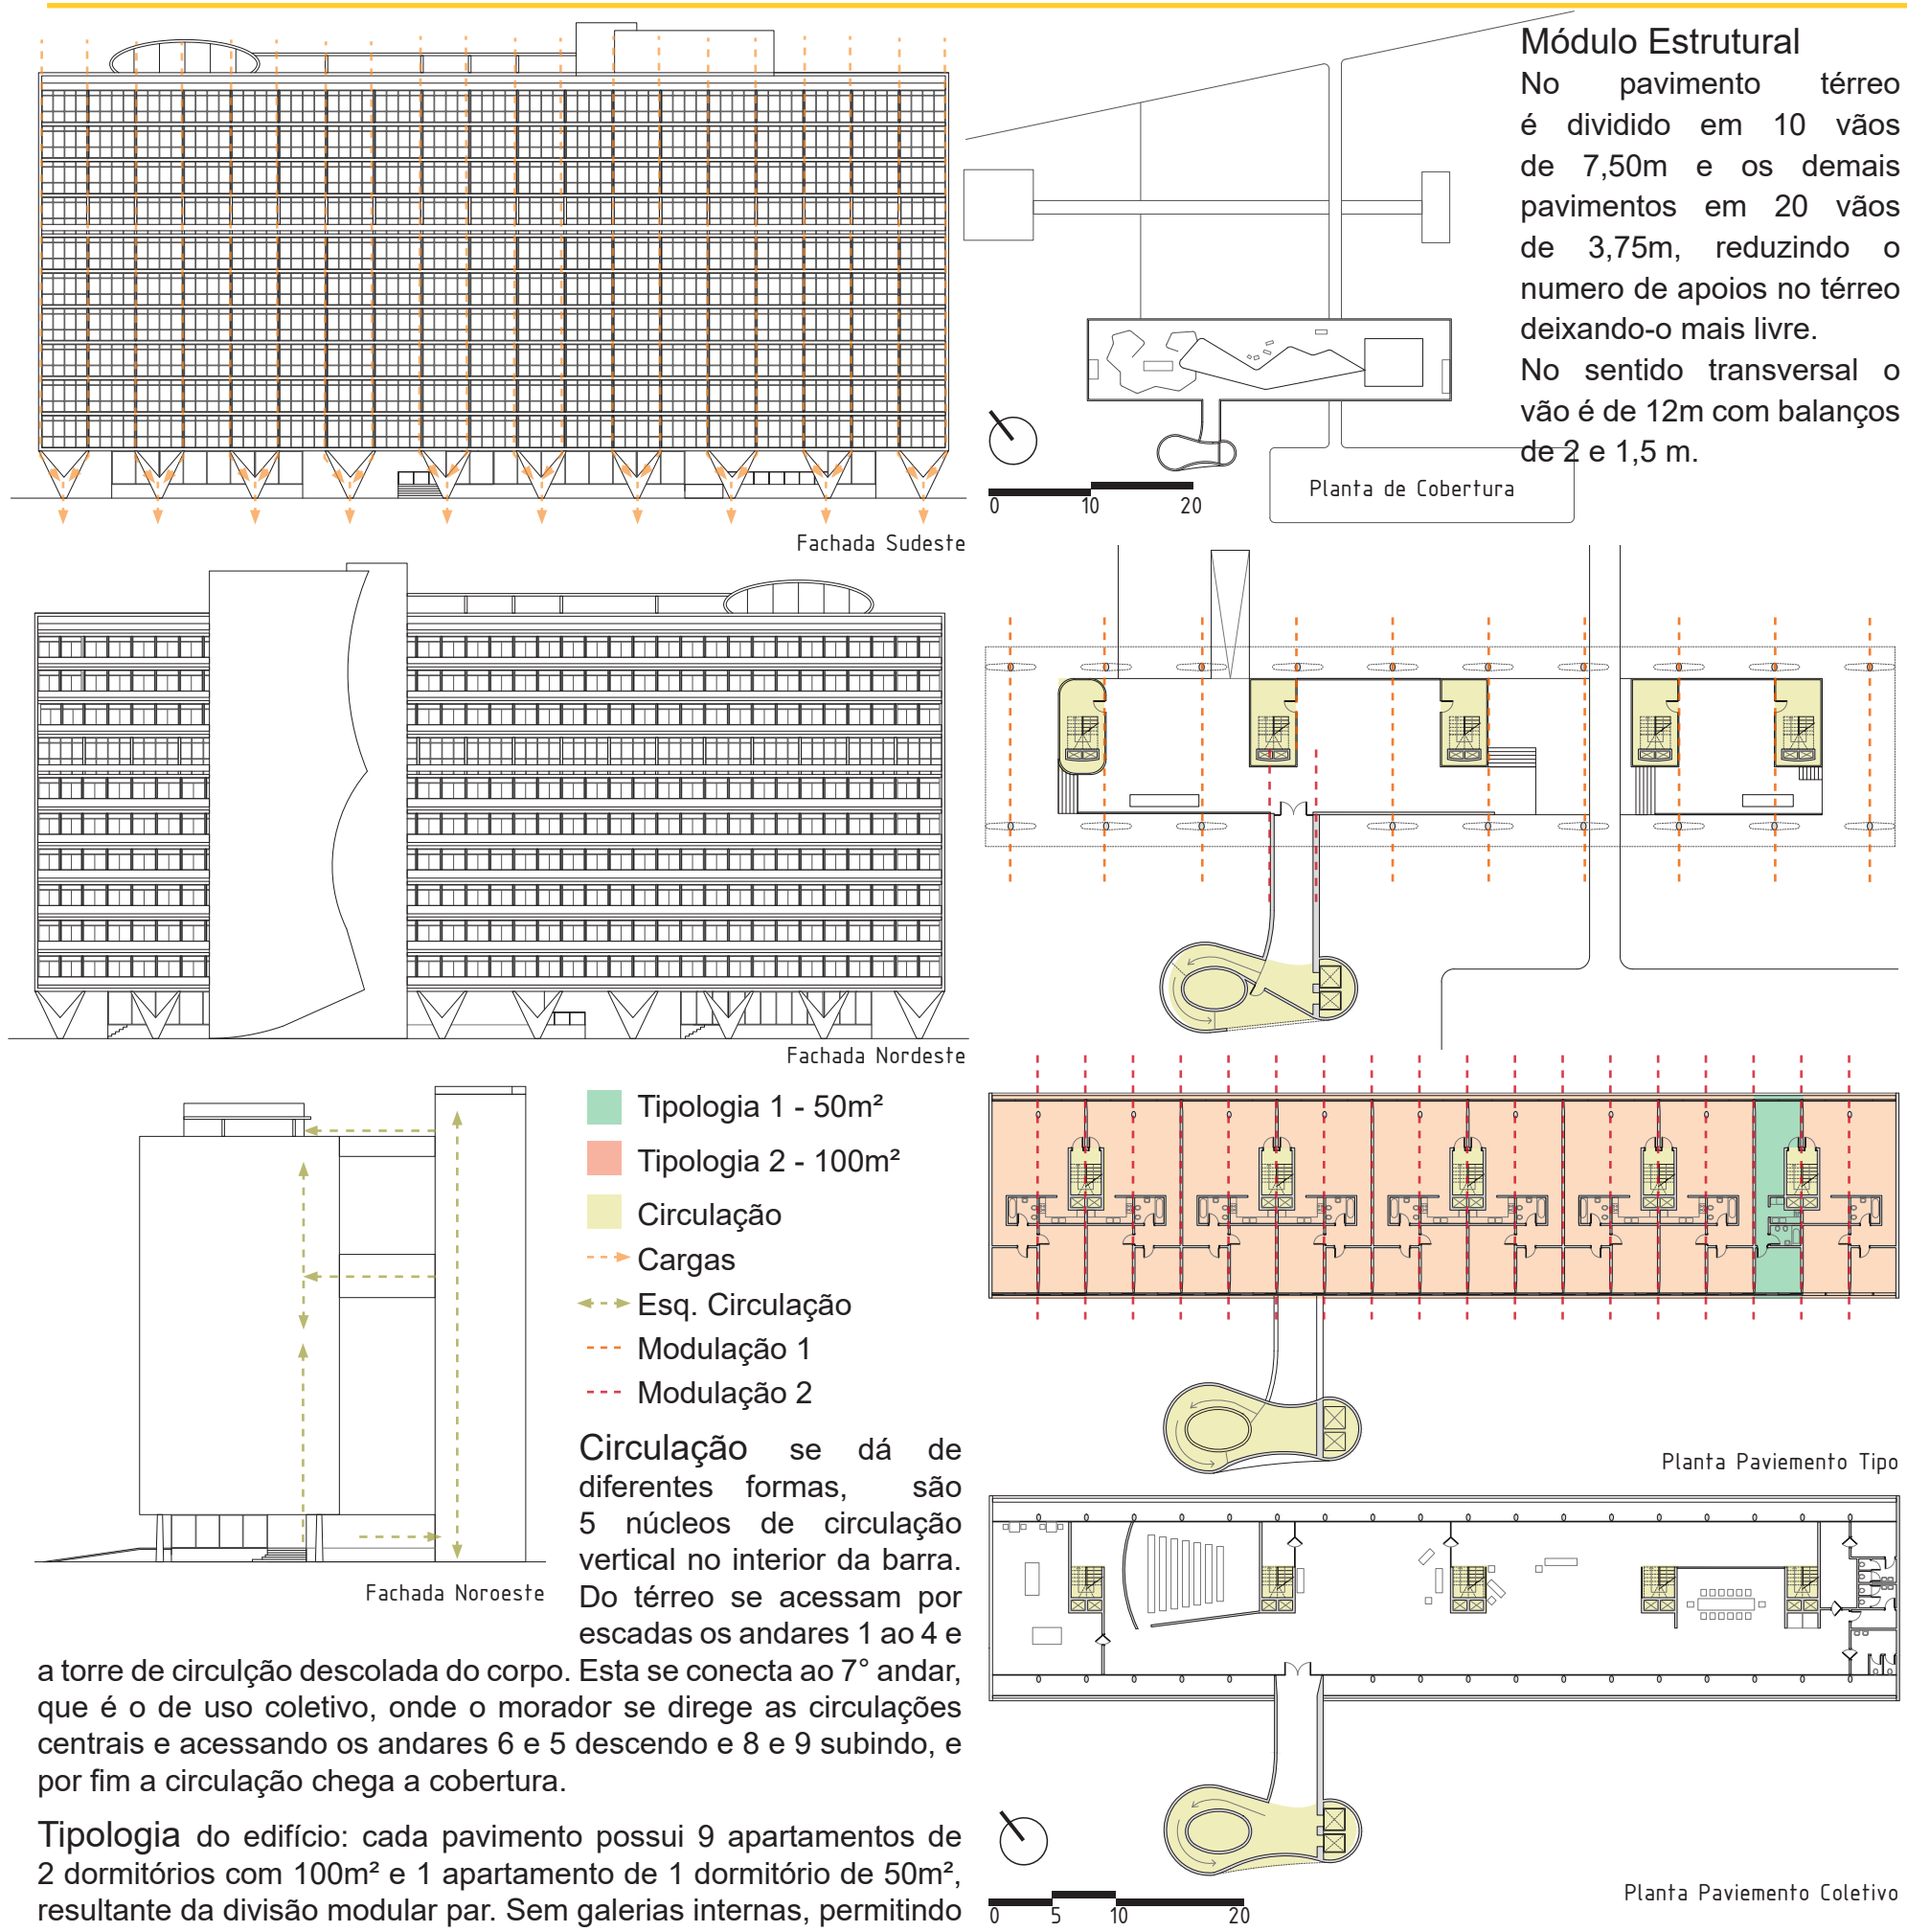 Módulo Estrutural
No pavimento térreo
é dividido em 10 vãos
de 7,50m e os demais
pavimentos em 20 vãos
de 3,75m, reduzindo o
numero de apoios no térreo
deixando-o mais livre.
No sentido transversal o
vão é de 12m com balanços
de 2 e 1,5 m.
0 10 20
Planta de Cobertura
Fachada Sudeste
Fachada Nordeste
Fachada Noroeste
Tipologia 1 - 50m²
Tipologia 2 - 100m²
Circulação
Cargas
Esq. Circulação
Modulação 1
Modulação 2
Circulação se dá de
diferentes formas, são
5 núcleos de circulação
vertical no interior da barra.
Do térreo se acessam por
escadas os andares 1 ao 4 e
a torre de circulção descolada do corpo. Esta se conecta ao 7° andar,
que é o de uso coletivo, onde o morador se direge as circulações
centrais e acessando os andares 6 e 5 descendo e 8 e 9 subindo, e
por fim a circulação chega a cobertura.
Tipologia do edifício: cada pavimento possui 9 apartamentos de
2 dormitórios com 100m² e 1 apartamento de 1 dormitório de 50m²,
resultante da divisão modular par. Sem galerias internas, permitindo
Planta Paviemento Tipo
Planta Paviemento Coletivo
0 5 10 20